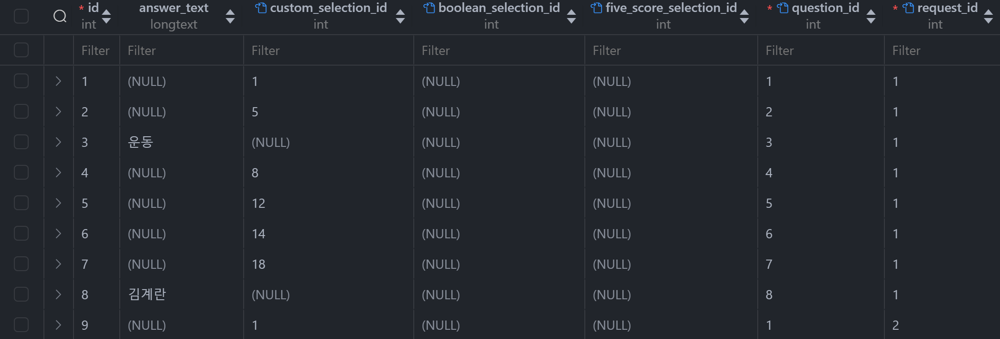 * id answer_text custom_selection_id boolean_selection_id five_score_selection_id * question_id * request_id
int longtext int int int int int
Filter Filter Filter Filter Filter Filter Filter
1 (NULL) 1 (NULL) (NULL) 1 1
2 (NULL) 5 (NULL) (NULL) 2 1
3 운동 (NULL) (NULL) (NULL) 3 1
4 (NULL) 8 (NULL) (NULL) 4 1
5 (NULL) 12 (NULL) (NULL) 5 1
6 (NULL) 14 (NULL) (NULL) 6 1
7 (NULL) 18 (NULL) (NULL) 7 1
8 김계란 (NULL) (NULL) (NULL) 8 1
9 (NULL) 1 (NULL) (NULL) 1 2